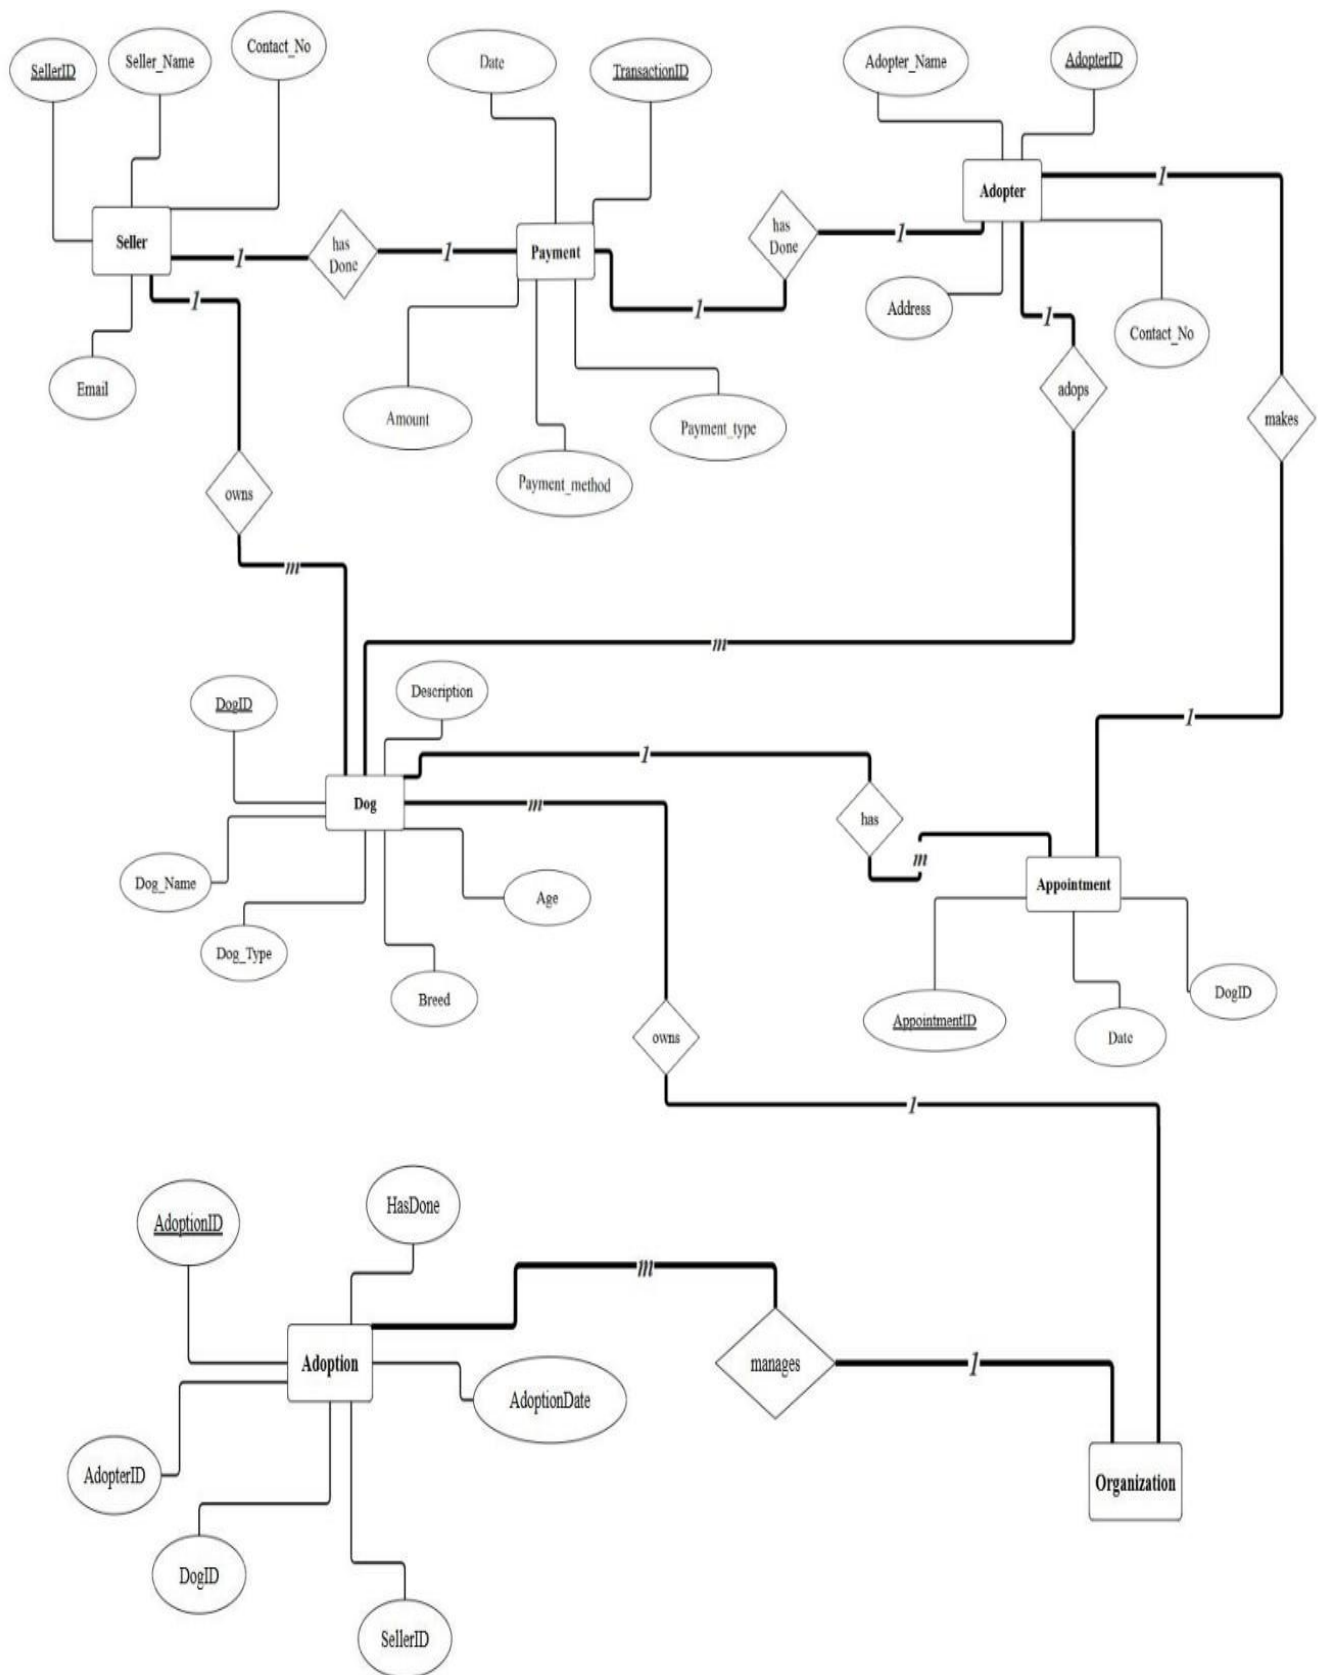 Contact_No
SellerID
Seller_Name
Date
TransactionID
Adopter_Name
AdopterID
1
Adopter
Seller
has
Done
1
1
Payment
has
Done
1
1
1
Address
1
Contact_No
Email
Amount
Payment_type
Payment_method
adops
makes
owns
m
m
DogID
Description
1
1
Dog
m
has
m
Dog_Name
Age
Appointment
Dog_Type
Breed
AppointmentID
Date
DogID
owns
1
AdoptionID
HasDone
m
Adoption
manages
1
AdoptionDate
AdopterID
Organization
DogID
SellerID